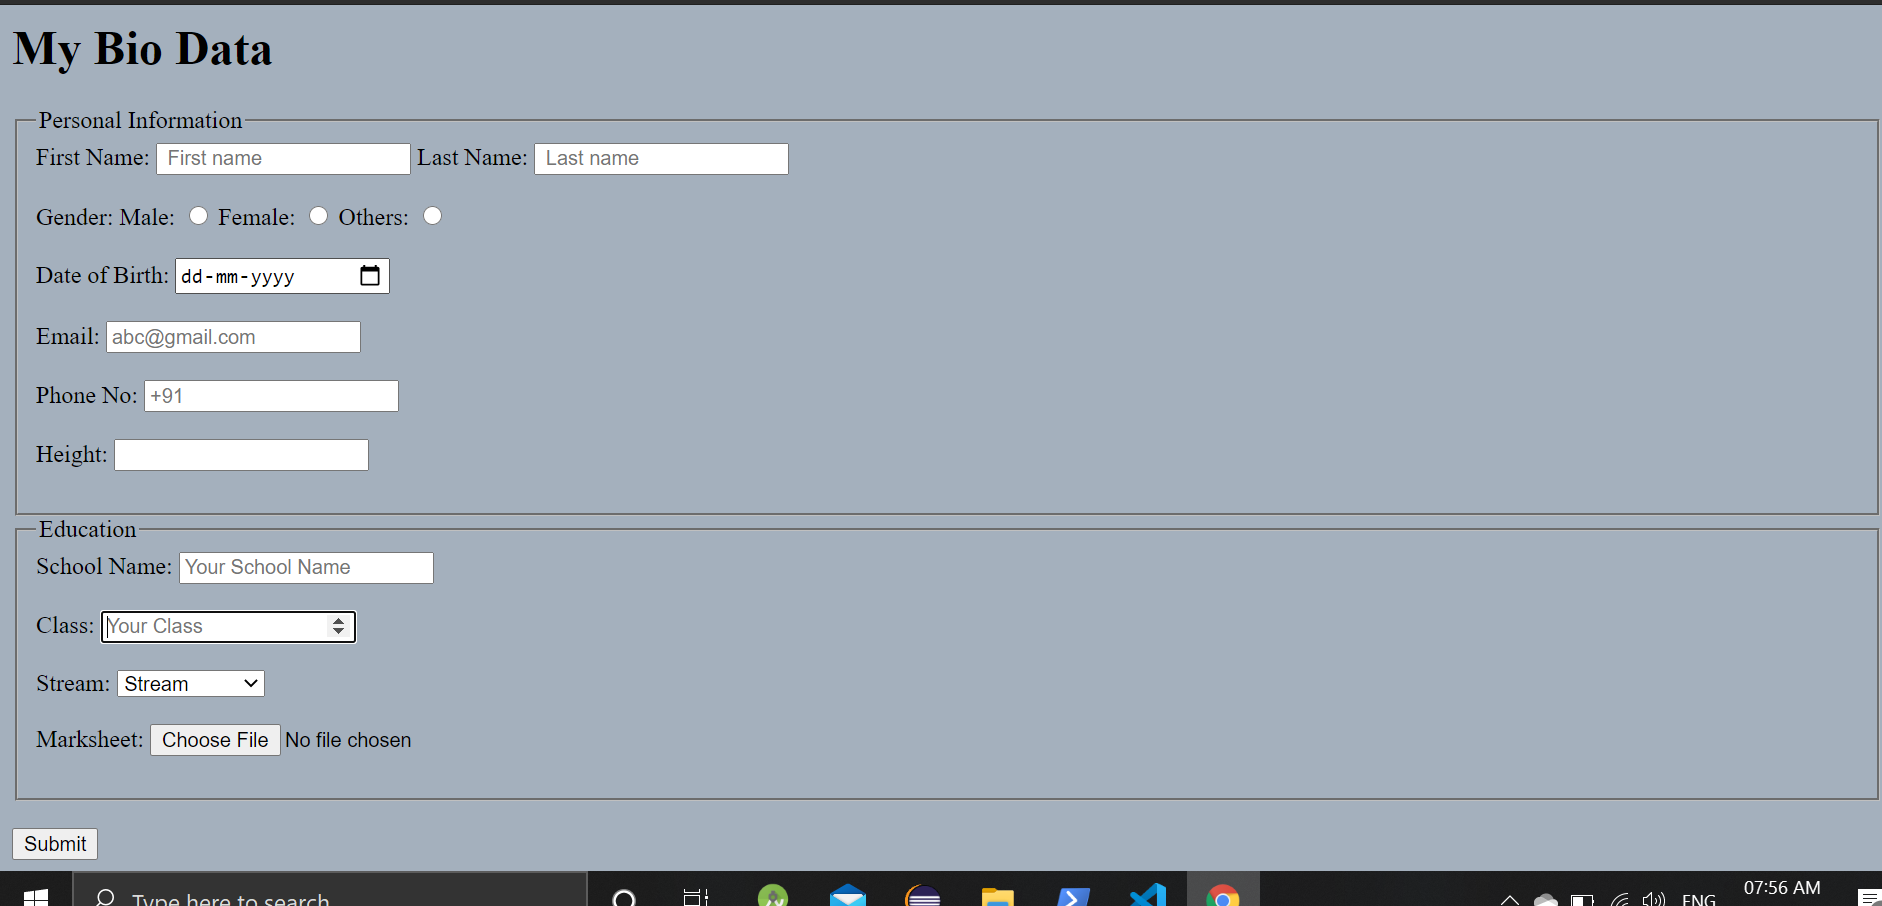 My Bio Data
Personal Information
First Name: First name Last Name: Last name
Gender: Male: Female: Others:
Date of Birth: dd-mm-yyyy
Email: abc@gmail.com
Phone No: +91
Height:
Education
School Name: Your School Name
Class: Your Class
Stream: Stream
Marksheet: Choose File No file chosen
Submit
Type here to search
ENG
07:56 AM